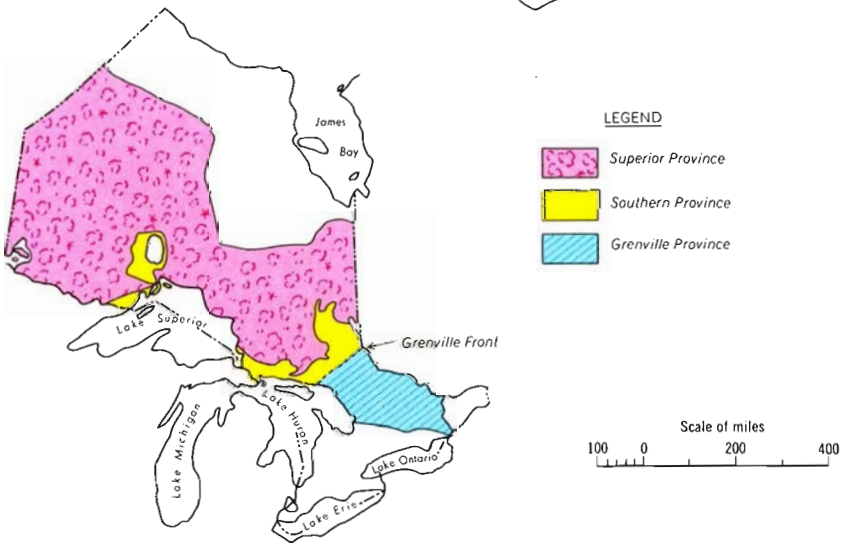 James
Bay
LEGEND
Superior Province
Southern Province
Grenville Province
Lake Superior
Grenville Front
Lake Huron
Lake Michigan
Lake Ontario
Lake Erie
Scale of miles
100 0 200 400